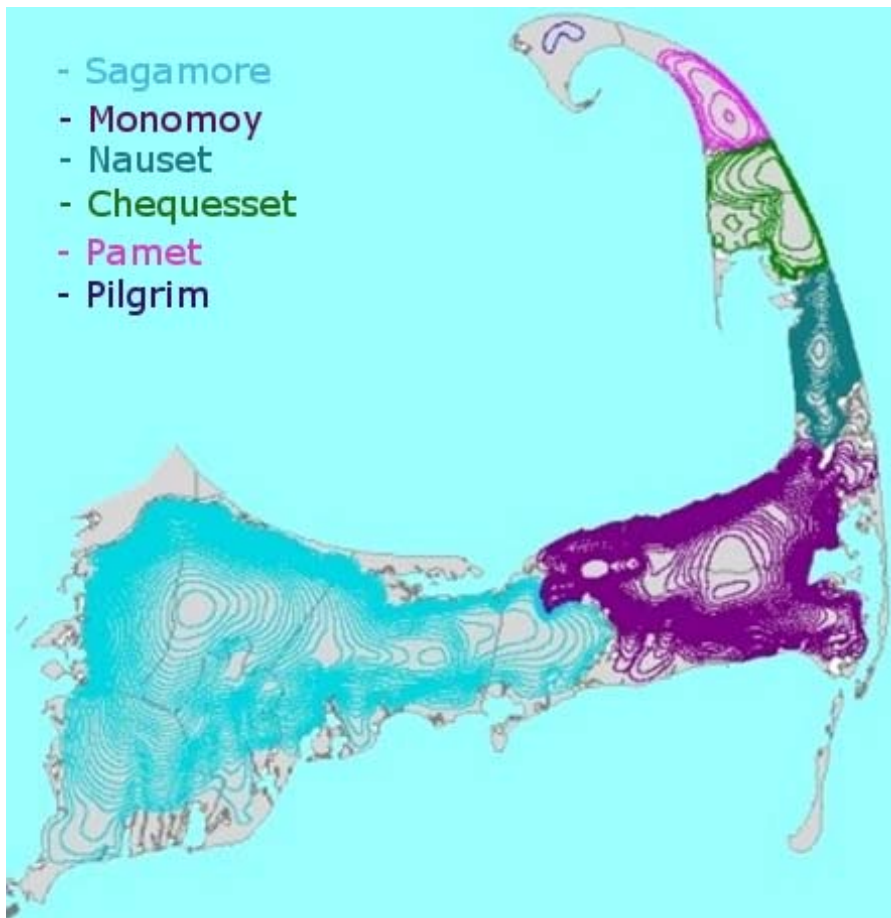 - Sagamore
- Monomoy
- Nauset
- Chequesset
- Pamet
- Pilgrim